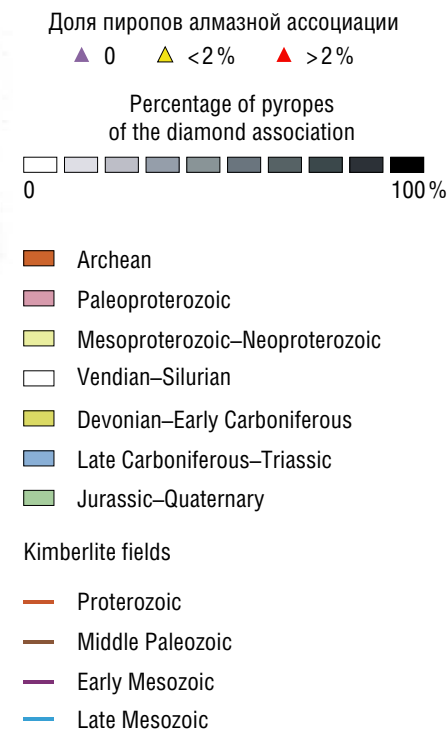 Доля пиропов алмазной ассоциации
0 <2 % >2 %
Percentage of pyropes
of the diamond association
0 100 %
Archean
Paleoproterozoic
Mesoproterozoic–Neoproterozoic
Vendian–Silurian
Devonian–Early Carboniferous
Late Carboniferous–Triassic
Jurassic–Quaternary
Kimberlite fields
Proterozoic
Middle Paleozoic
Early Mesozoic
Late Mesozoic